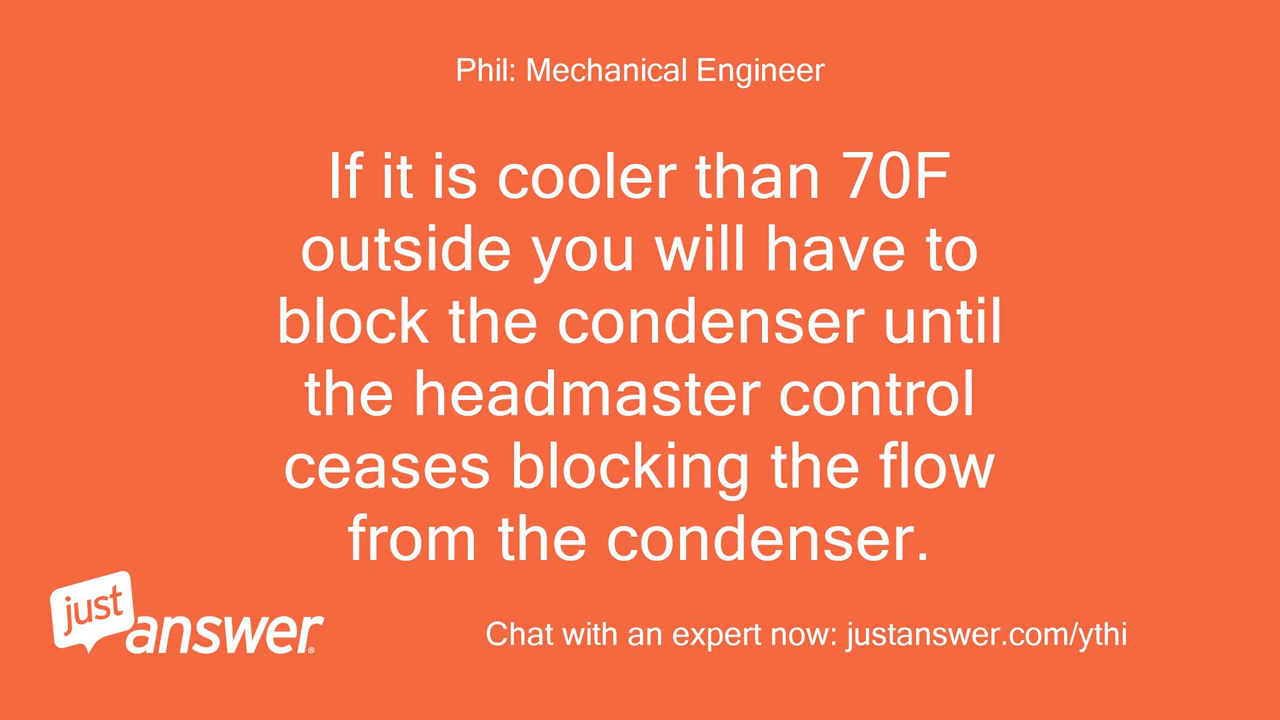 Phil: Mechanical Engineer
If it is cooler than 70F
outside you will have to
block the condenser until
the headmaster control
ceases blocking the flow
from the condenser.
just
answer®
Chat with an expert now: justanswer.com/ythi